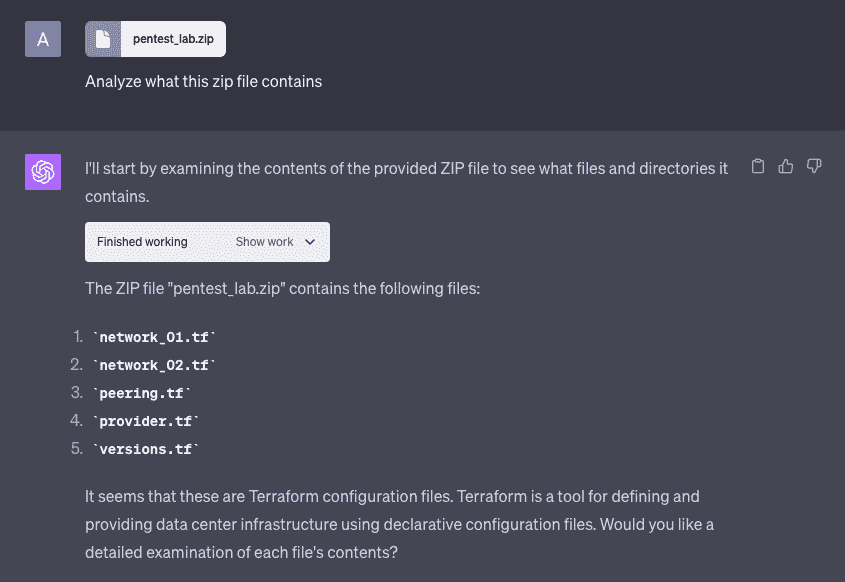 A
pentest_lab.zip
Analyze what this zip file contains
I'll start by examining the contents of the provided ZIP file to see what files and directories it
contains.
Finished working Show work
The ZIP file "pentest_lab.zip" contains the following files:
1. `network_01.tf`
2. `network_02.tf`
3. `peering.tf`
4. `provider.tf`
5. `versions.tf`
It seems that these are Terraform configuration files. Terraform is a tool for defining and
providing data center infrastructure using declarative configuration files. Would you like a
detailed examination of each file's contents?